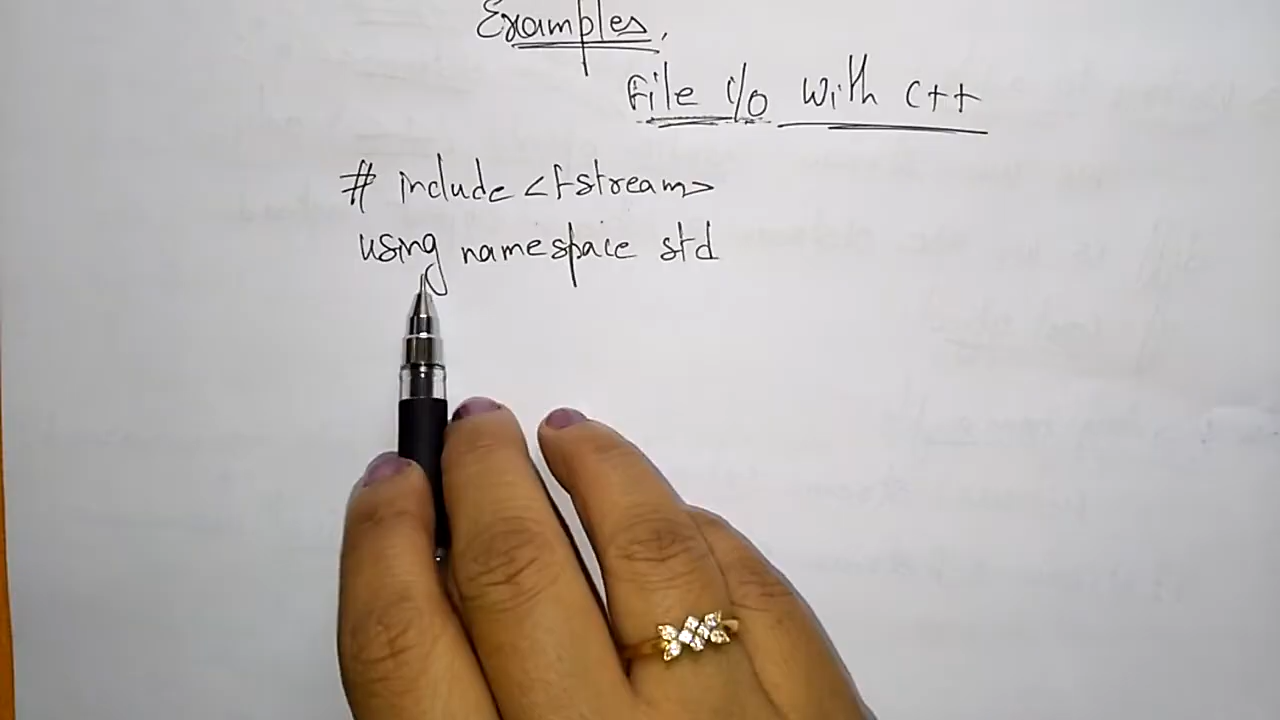 Examples,
File I/O with C++
# include <fstream>
using namespace std